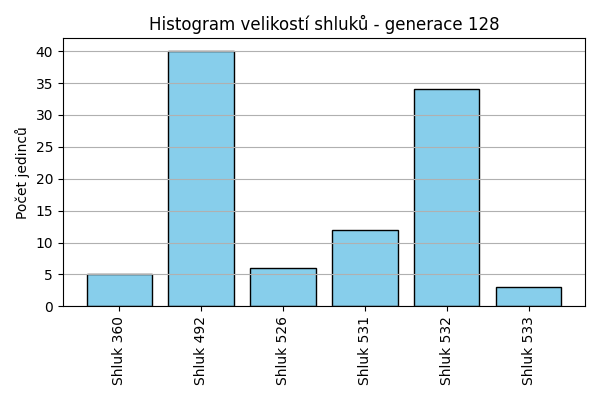 Histogram velikostí shluků - generace 128
Počet jedinců
40
35
30
25
20
15
10
5
0
Shluk 360
Shluk 492
Shluk 526
Shluk 531
Shluk 532
Shluk 533